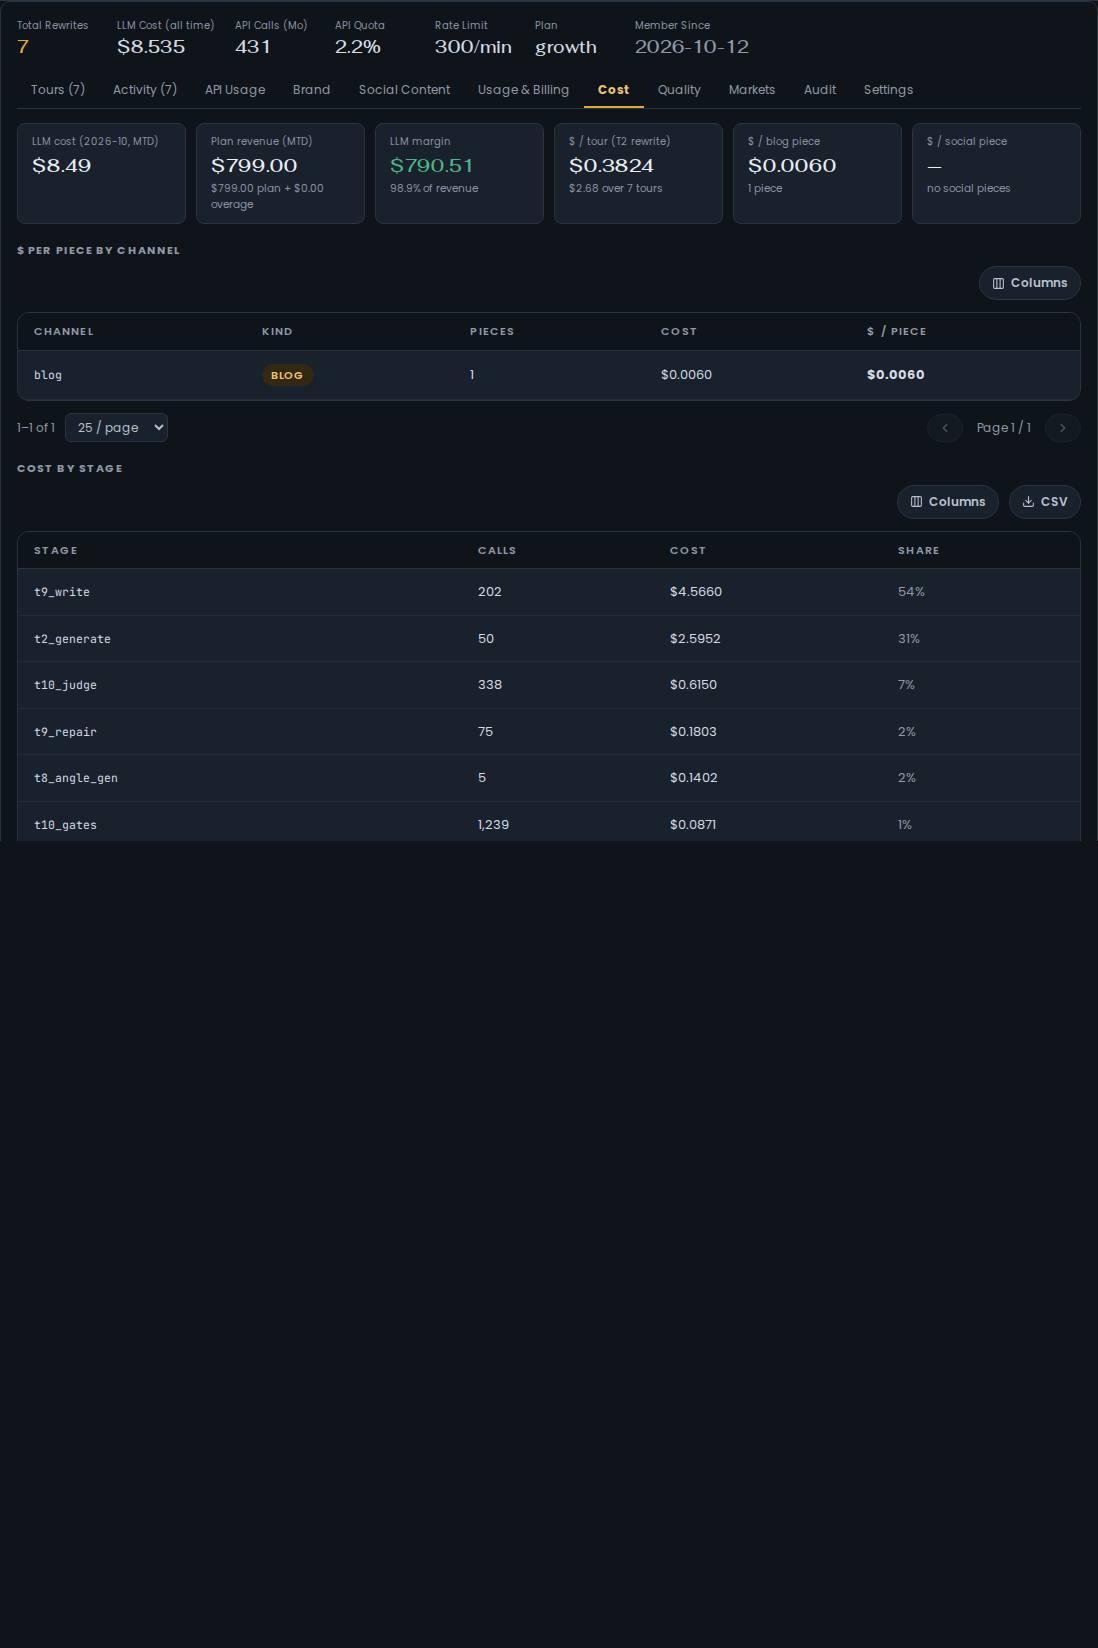 Total Rewrites LLM Cost (all time) API Calls (Mo) API Quota Rate Limit Plan Member Since
7 $8.535 431 2.2% 300/min growth 2026-10-12
Tours (7) Activity (7) API Usage Brand Social Content Usage & Billing Cost Quality Markets Audit Settings
LLM cost (2026-10, MTD) Plan revenue (MTD) LLM margin $ / tour (T2 rewrite) $ / blog piece $ / social piece
$8.49 $799.00 $790.51 $0.3824 $0.0060 —
$799.00 plan + $0.00 98.9% of revenue $2.68 over 7 tours 1 piece no social pieces
overage
$ PER PIECE BY CHANNEL
Columns
CHANNEL KIND PIECES COST $ / PIECE
blog BLOG 1 $0.0060 $0.0060
1–1 of 1 25 / page Page 1 / 1
COST BY STAGE
Columns CSV
STAGE CALLS COST SHARE
t9_write 202 $4.5660 54%
t2_generate 50 $2.5952 31%
t10_judge 338 $0.6150 7%
t9_repair 75 $0.1803 2%
t8_angle_gen 5 $0.1402 2%
t10_gates 1,239 $0.0871 1%